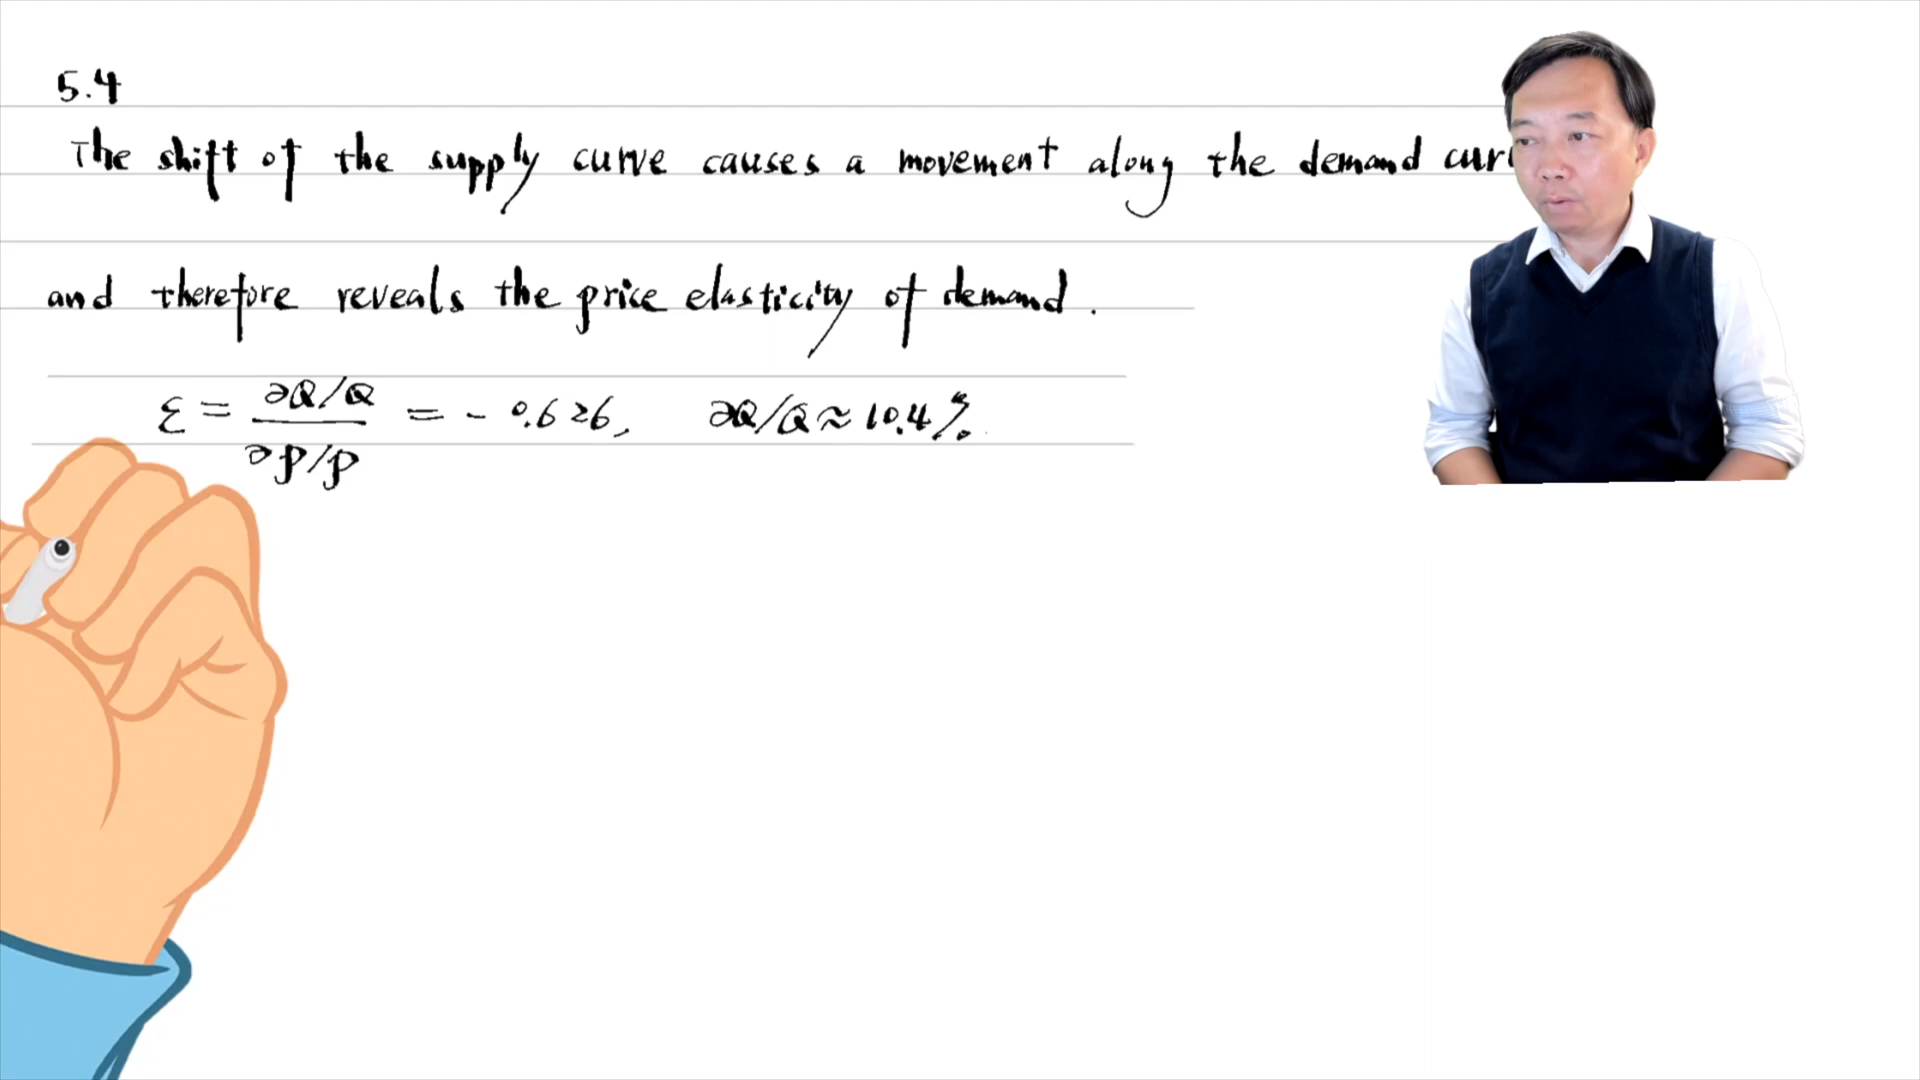 5.4
The shift of the supply curve causes a movement along the demand
and therefore reveals the price elasticity of demand.
ε = ∂Q/Q / ∂p/p = - 0.626, ∂Q/Q ≈ 10.4%.